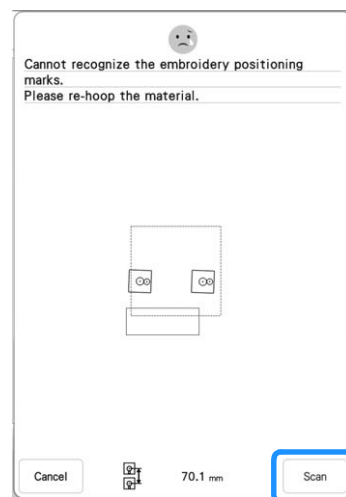 Cannot recognize the embroidery positioning
marks.
Please re-hoop the material.
Cancel
70.1 mm
Scan